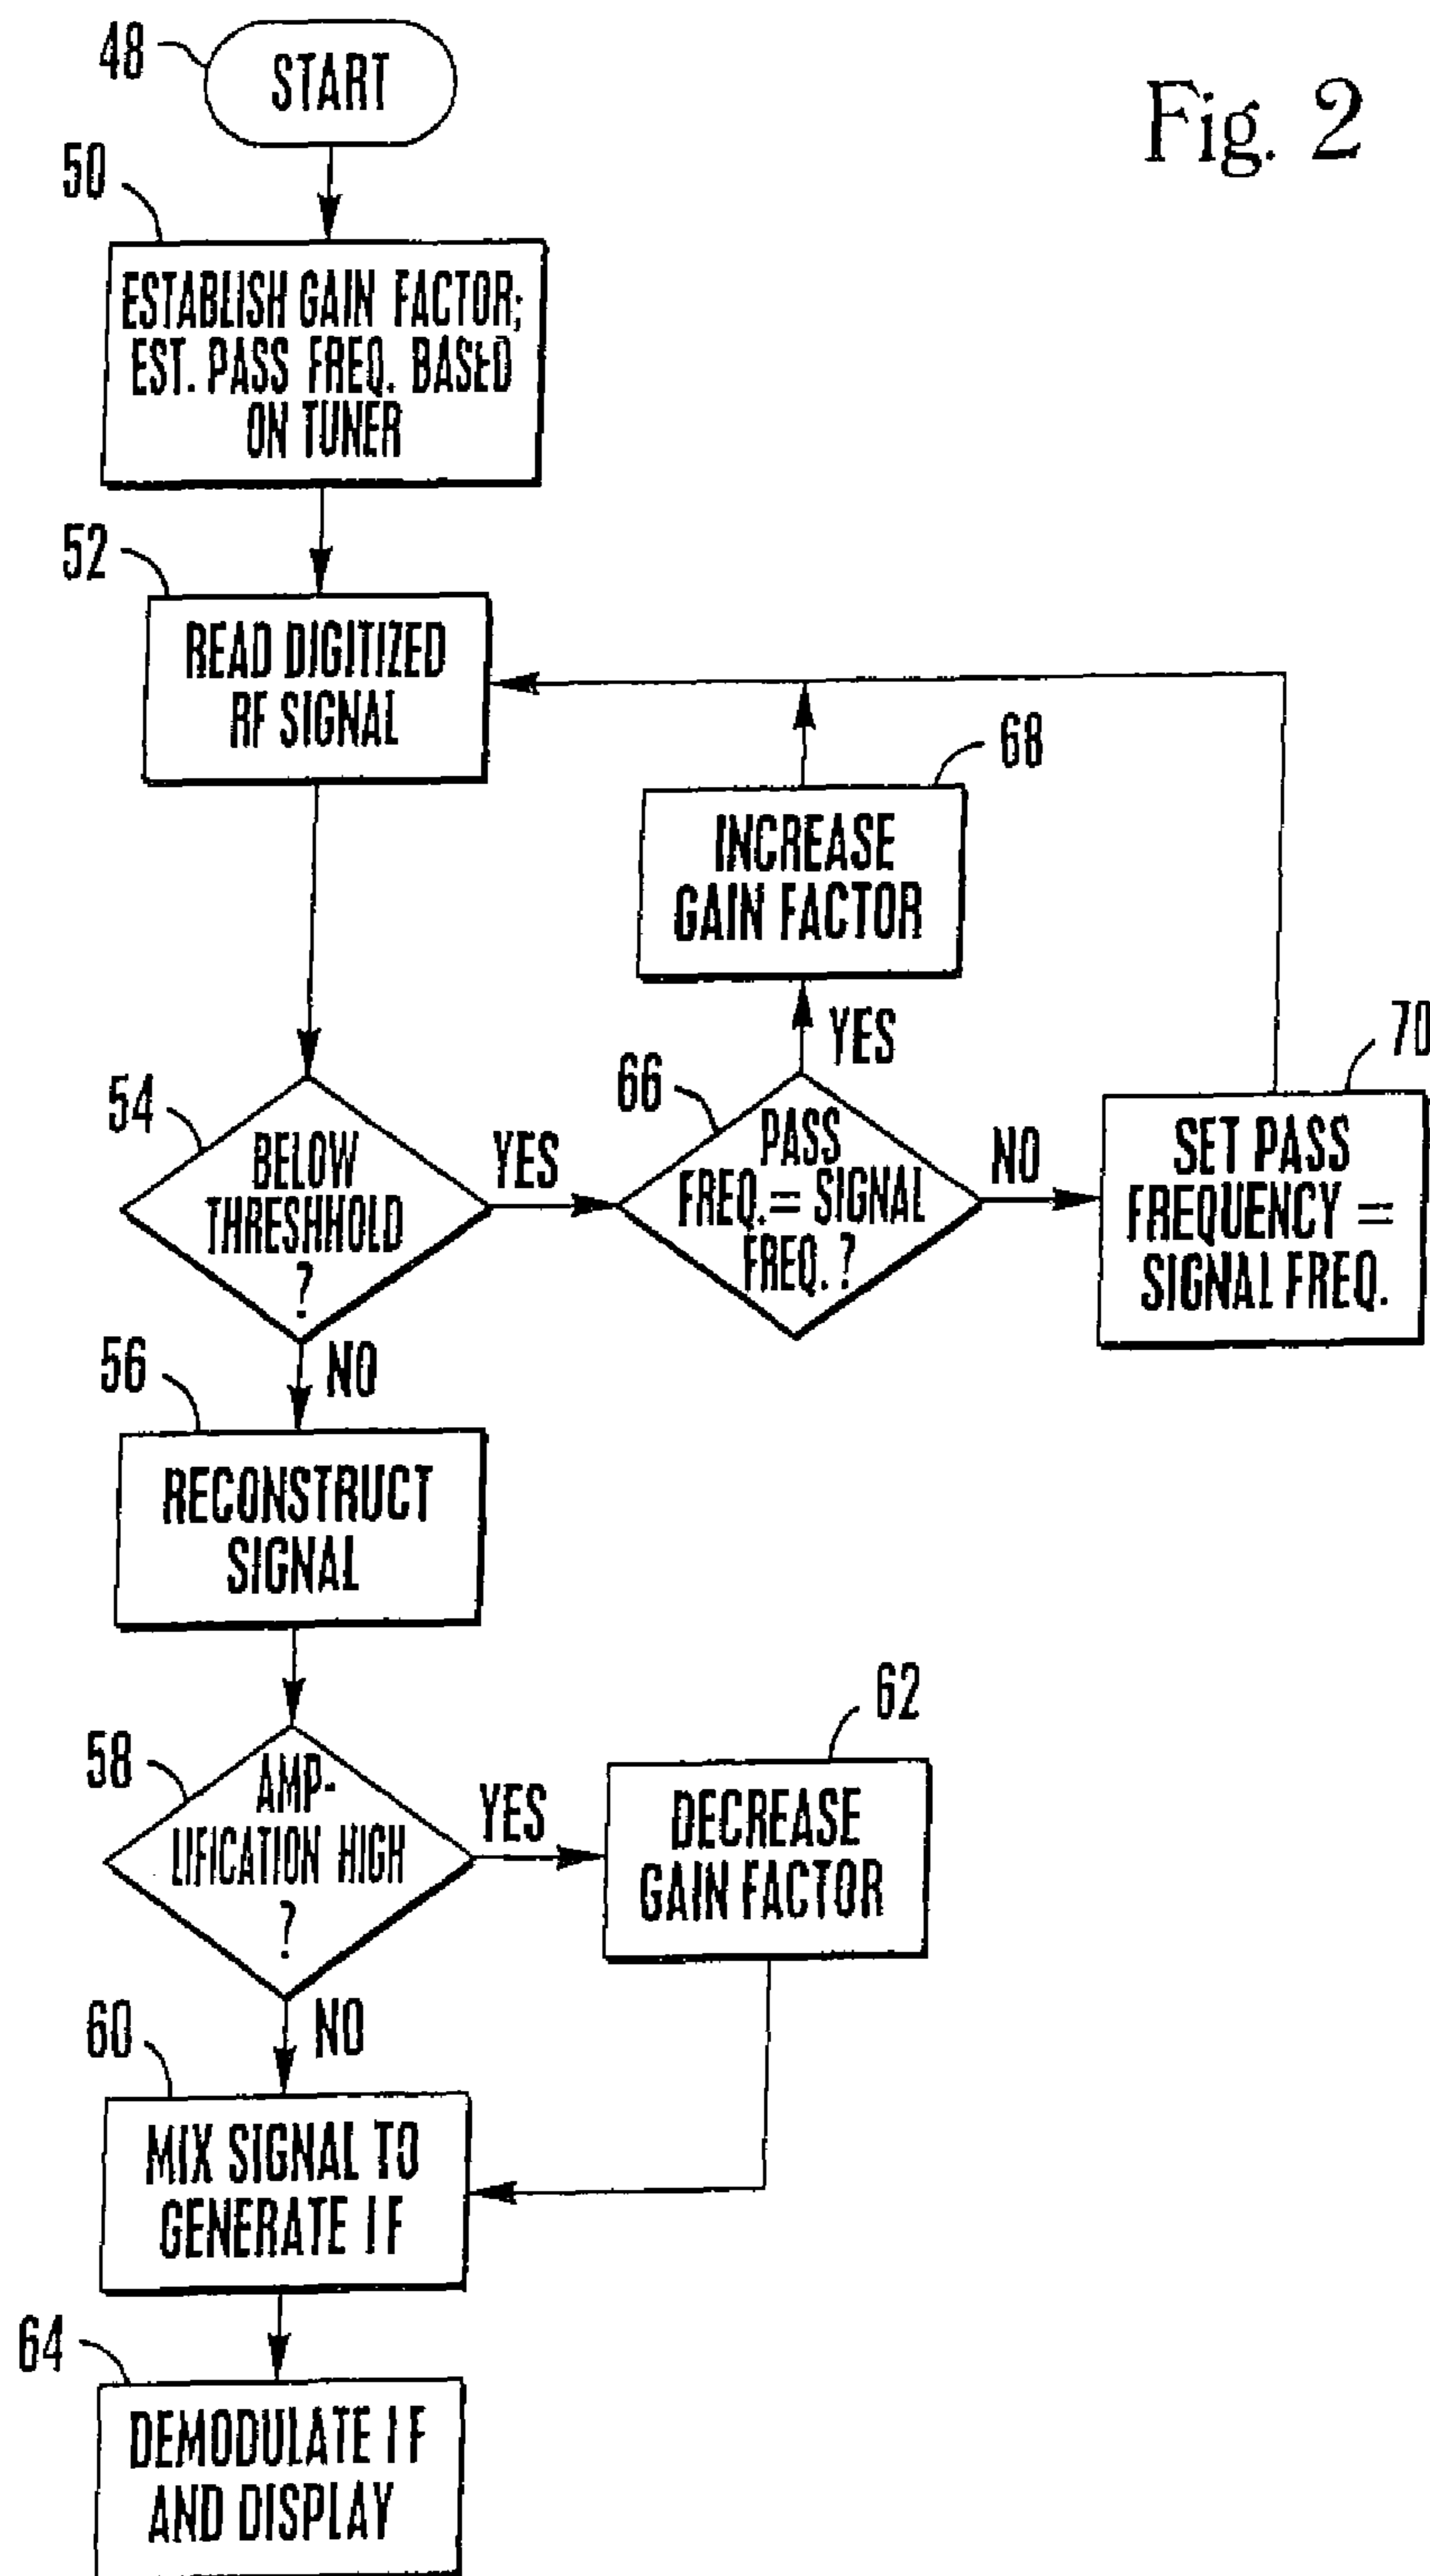 Fig. 2
48
START
50
ESTABLISH GAIN FACTOR;
EST. PASS FREQ. BASED
ON TUNER
52
READ DIGITIZED
RF SIGNAL
68
INCREASE
GAIN FACTOR
YES
54
BELOW
THRESHHOLD
?
YES
66
PASS
FREQ.= SIGNAL
FREQ. ?
NO
70
SET PASS
FREQUENCY =
SIGNAL FREQ.
NO
56
RECONSTRUCT
SIGNAL
58
AMP-
LIFICATION HIGH
?
YES
62
DECREASE
GAIN FACTOR
NO
60
MIX SIGNAL TO
GENERATE IF
64
DEMODULATE IF
AND DISPLAY